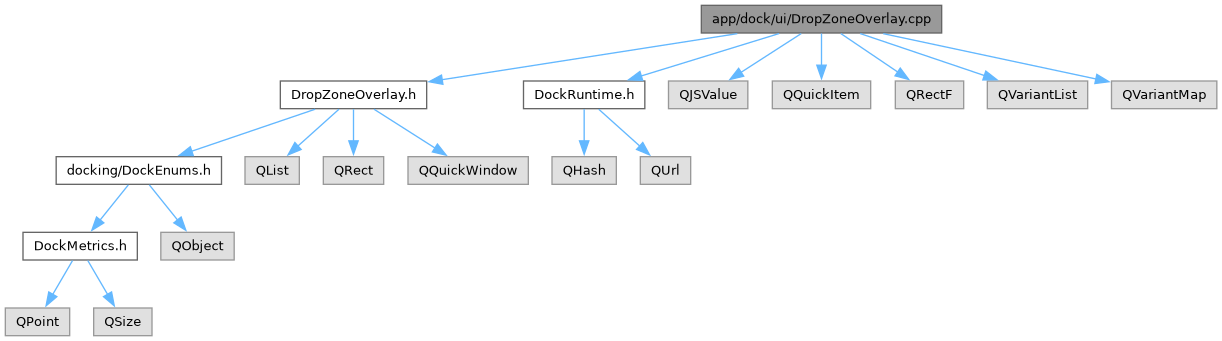 app/dock/ui/DropZoneOverlay.cpp
DropZoneOverlay.h
DockRuntime.h
QJSValue
QQuickItem
QRectF
QVariantList
QVariantMap
docking/DockEnums.h
QList
QRect
QQuickWindow
QHash
QUrl
DockMetrics.h
QObject
QPoint
QSize